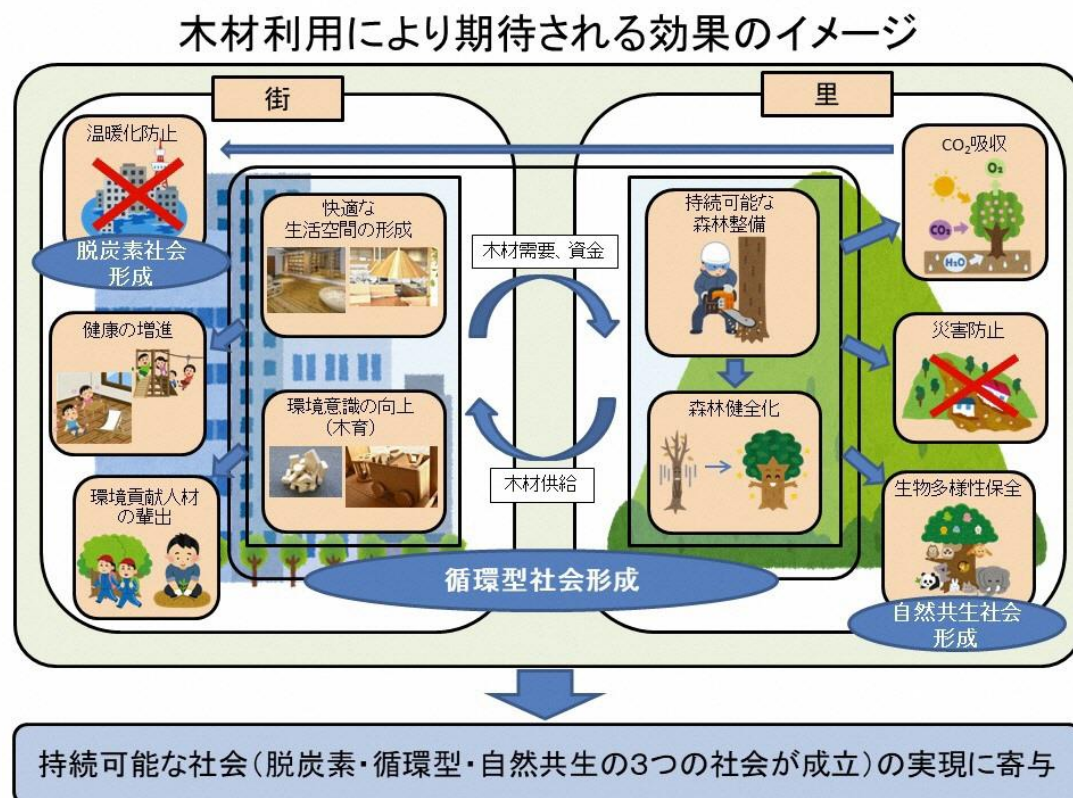 木材利用により期待される効果のイメージ
街
里
温暖化防止
脱炭素社会
形成
健康の増進
環境貢献人材
の輩出
快適な
生活空間の形成
環境意識の向上
(木育)
木材需要、資金
木材供給
持続可能な
森林整備
森林健全化
CO₂吸収
O₂
CO₂
H₂O
災害防止
生物多様性保全
自然共生社会
形成
循環型社会形成
持続可能な社会(脱炭素・循環型・自然共生の3つの社会が成立)の実現に寄与